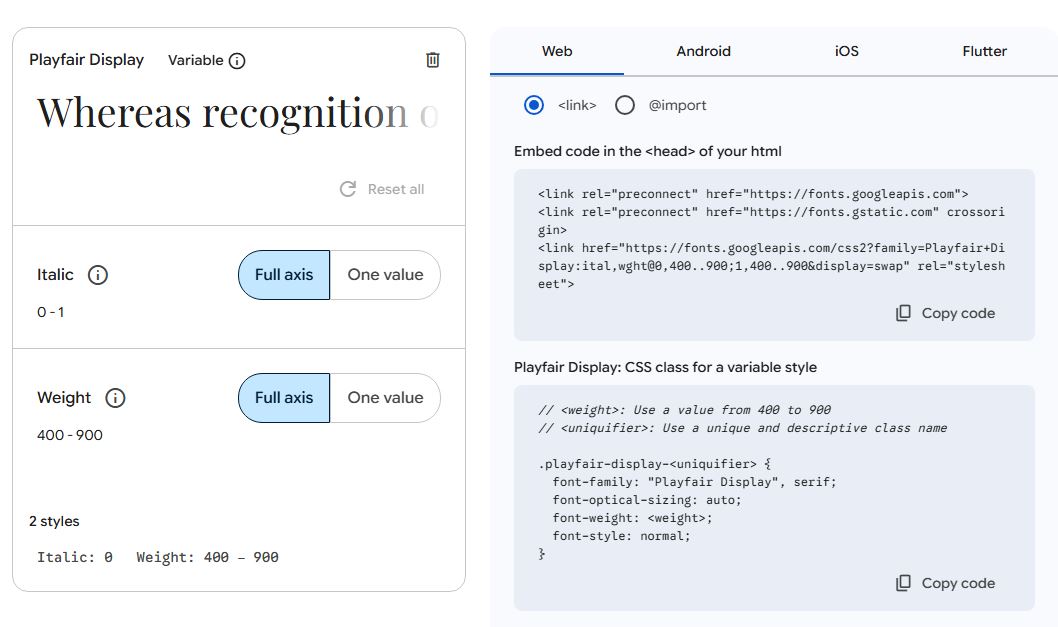 Playfair Display Variable
Whereas recognition o
Reset all
Italic Full axis One value
0 - 1
Weight Full axis One value
400 - 900
2 styles
Italic: 0 Weight: 400 – 900
Web Android iOS Flutter
<link> @import
Embed code in the <head> of your html
<link rel="preconnect" href="https://fonts.googleapis.com">
<link rel="preconnect" href="https://fonts.gstatic.com" crossori
gin>
<link href="https://fonts.googleapis.com/css2?family=Playfair+Di
splay:ital,wght@0,400..900;1,400..900&display=swap" rel="stylesh
eet">
Copy code
Playfair Display: CSS class for a variable style
// <weight>: Use a value from 400 to 900
// <uniquifier>: Use a unique and descriptive class name
.playfair-display-<uniquifier> {
  font-family: "Playfair Display", serif;
  font-optical-sizing: auto;
  font-weight: <weight>;
  font-style: normal;
}
Copy code